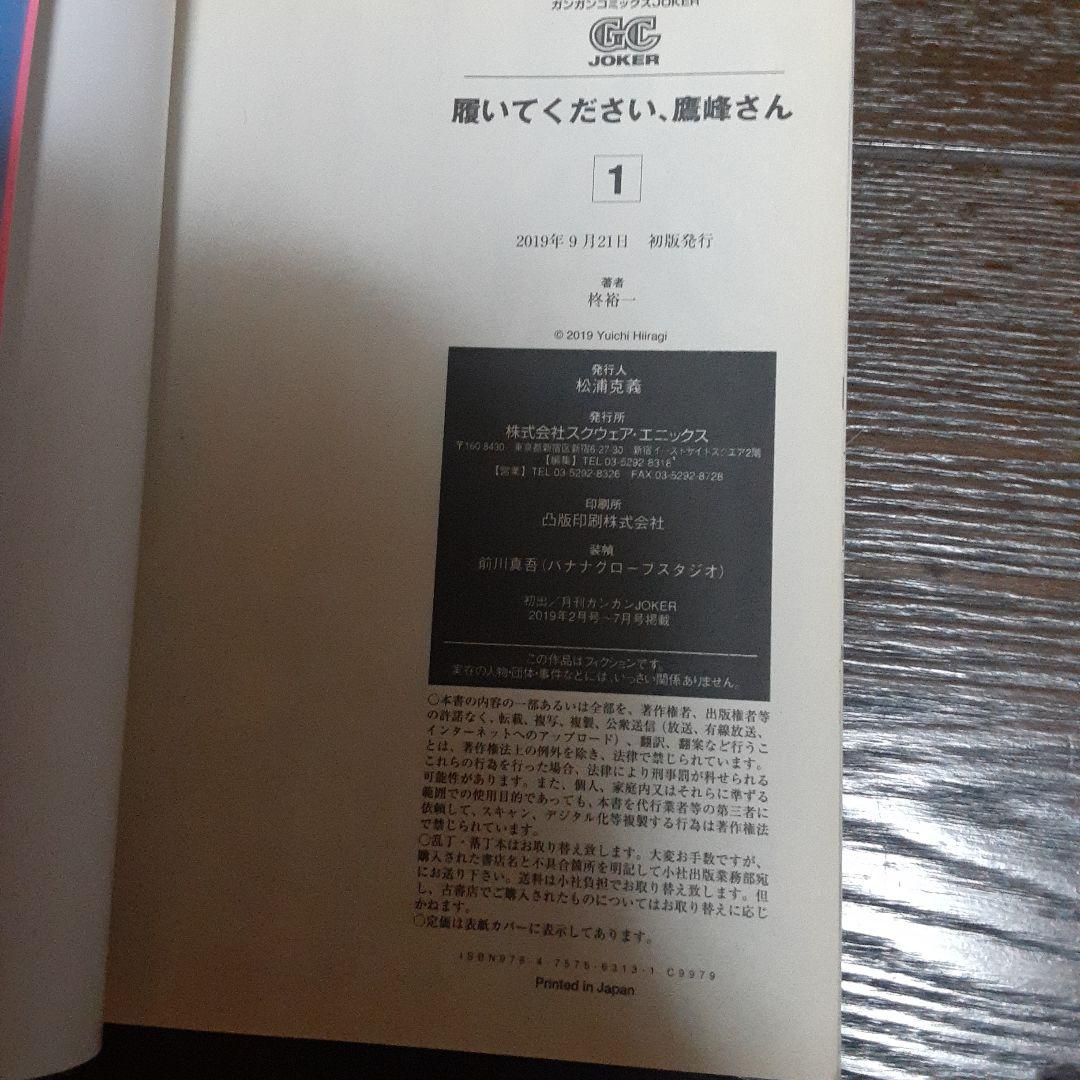 ガンガンコミックスJOKER
GC
JOKER
履いてください、鷹峰さん
1
2019年9月21日 初版発行
著者
柊裕一
© 2019 Yuichi Hiiragi
発行人
松浦克義
発行所
株式会社スクウェア・エニックス
〒160-8430 東京都新宿区新宿6-27-30 新宿イーストサイドスクエア2階
【編集】TEL 03-5292-8318
【営業】TEL 03-5292-8326 FAX 03-5292-8728
印刷所
凸版印刷株式会社
装幀
前川真吾（バナナグローブスタジオ）
初出／月刊ガンガンJOKER
2019年2月号～7月号掲載
この作品はフィクションです。
実在の人物・団体・事件などには、いっさい関係ありません。
○本書の内容の一部あるいは全部を、著作権者、出版権者等
の許諾なく、転載、複写、複製、公衆送信（放送、有線放送、
インターネットへのアップロード）、翻訳、翻案など行うこ
とは、著作権法上の例外を除き、法律で禁じられています。
これらの行為を行った場合、法律により刑事罰が科せられる
可能性があります。また、個人、家庭内又はそれらに準ずる
範囲での使用目的であっても、本書を代行業者等の第三者に
依頼して、スキャン、デジタル化等複製する行為は著作権法
で禁じられています。
○乱丁・落丁本はお取り替え致します。大変お手数ですが、
購入された書店名と不具合箇所を明記して小社出版業務部宛
にお送り下さい。送料は小社負担でお取り替え致します。但
し、古書店でご購入されたものについてはお取り替えに応じ
かねます。
○定価は表紙カバーに表示してあります。
ISBN978-4-7575-6313-1 C9979
Printed in Japan